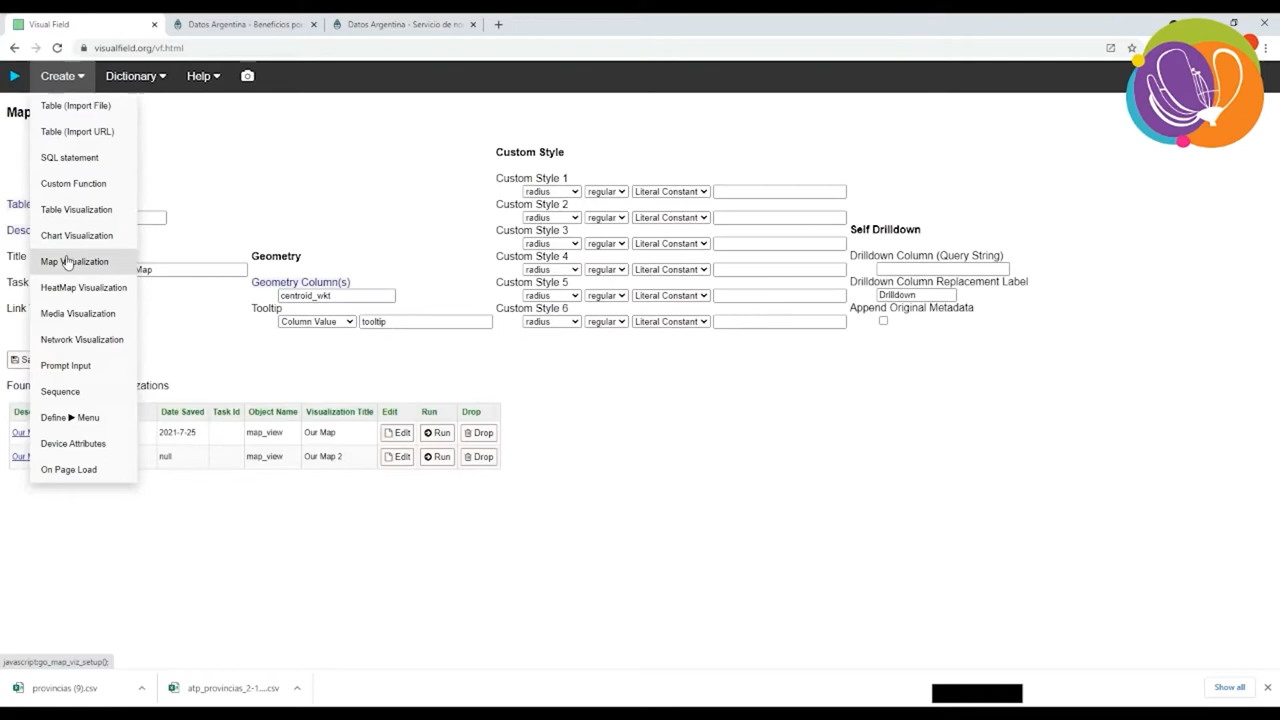 Visual Field
Datos Argentina - Beneficios po
Datos Argentina - Servicio de no
visualfield.org/vf.html
Create Dictionary Help
Map
Table (Import File)
Table (Import URL)
SQL statement
Custom Function
Table Visualization
Chart Visualization
Map Visualization
HeatMap Visualization
Media Visualization
Network Visualization
Prompt Input
Sequence
Define ▶ Menu
Device Attributes
On Page Load
Table
Desc
Title
Map
Task
Link
Geometry
Geometry Column(s)
centroid_wkt
Tooltip
Column Value tooltip
Custom Style
Custom Style 1
radius regular Literal Constant
Custom Style 2
radius regular Literal Constant
Custom Style 3
radius regular Literal Constant
Custom Style 4
radius regular Literal Constant
Custom Style 5
radius regular Literal Constant
Custom Style 6
radius regular Literal Constant
Self Drilldown
Drilldown Column (Query String)
Drilldown Column Replacement Label
Drilldown
Append Original Metadata
Sa
Foun izations
Des Date Saved Task Id Object Name Visualization Title Edit Run Drop
Our M 2021-7-25 map_view Our Map Edit Run Drop
Our M null map_view Our Map 2 Edit Run Drop
javascript:go_map_viz_setup();
provincias (9).csv
atp_provincias_2-1....csv
Show all